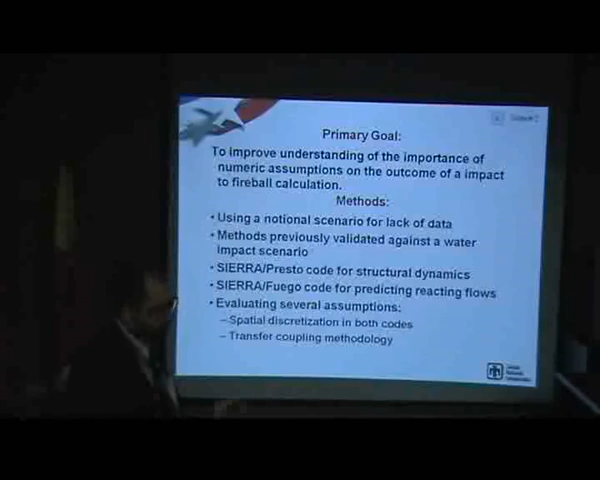 Primary Goal:
To improve understanding of the importance of
numeric assumptions on the outcome of a impact
to fireball calculation.
Methods:
• Using a notional scenario for lack of data
• Methods previously validated against a water
impact scenario
• SIERRA/Presto code for structural dynamics
• SIERRA/Fuego code for predicting reacting flows
• Evaluating several assumptions:
– Spatial discretization in both codes
– Transfer coupling methodology